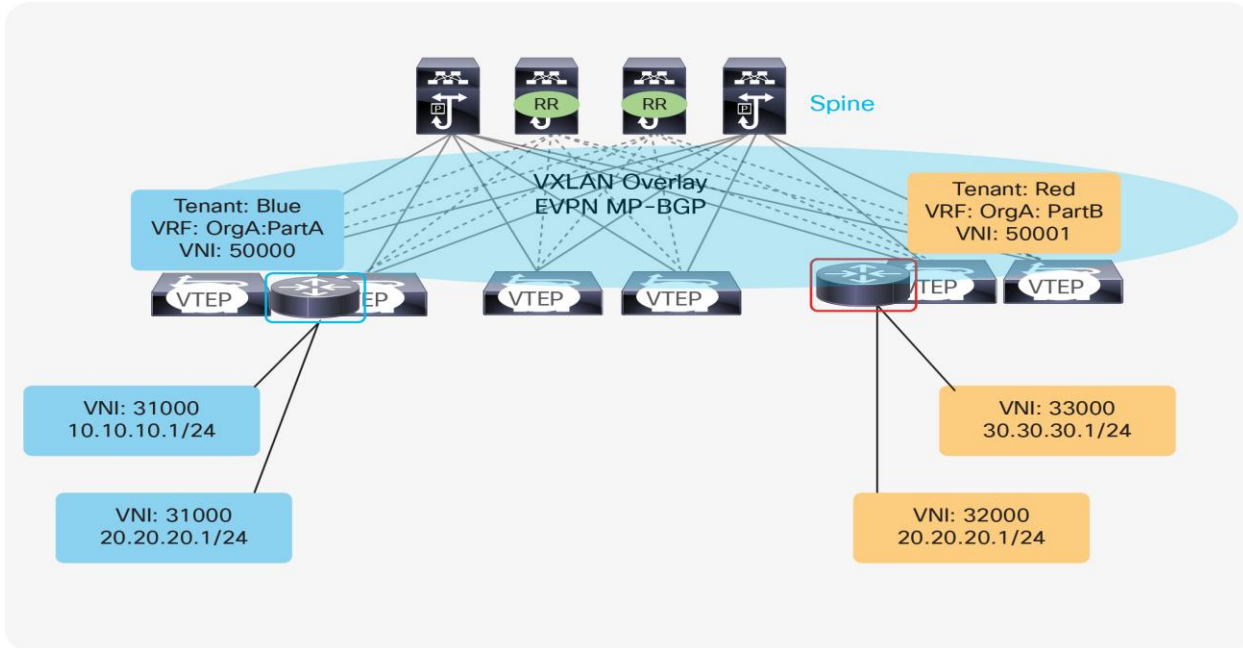 RR
RR
Spine
VXLAN Overlay
EVPN MP-BGP
Tenant: Blue
VRF: OrgA:PartA
VNI: 50000
Tenant: Red
VRF: OrgA: PartB
VNI: 50001
VTEP
TEP
VTEP
VTEP
VTEP
VTEP
VNI: 31000
10.10.10.1/24
VNI: 33000
30.30.30.1/24
VNI: 31000
20.20.20.1/24
VNI: 32000
20.20.20.1/24